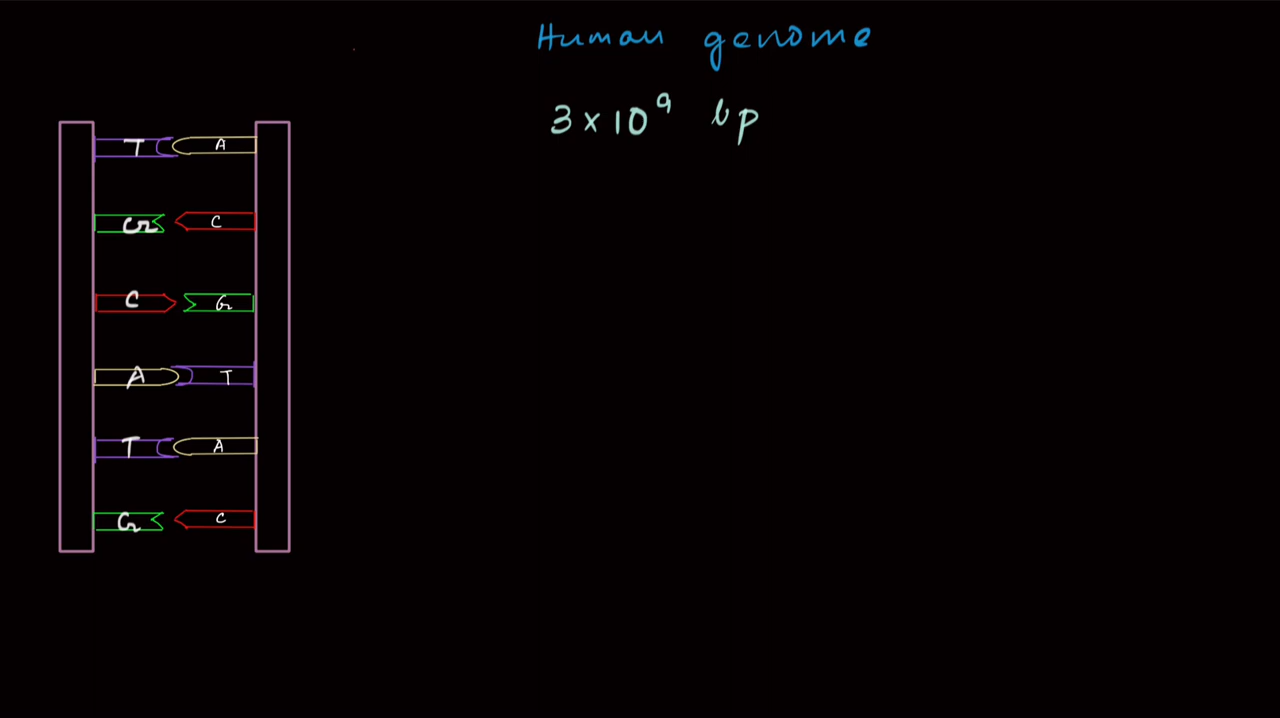 Human genome
3 × 10⁹ bp
T A
G C
C G
A T
T A
G C